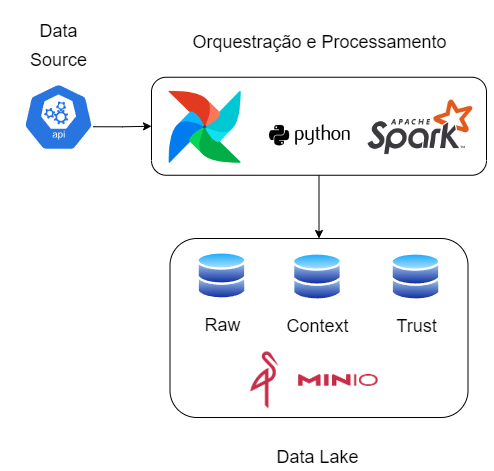 Data
Source
Orquestração e Processamento
api
python
APACHE
Spark
Raw
Context
Trust
MINIO
Data Lake